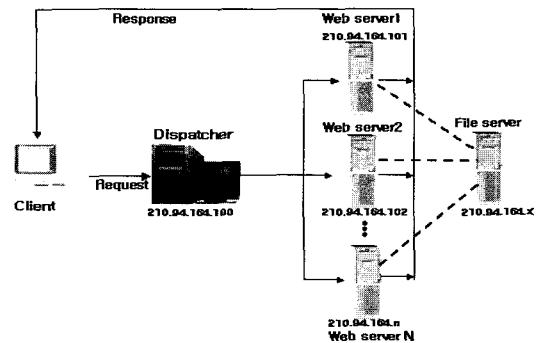 Response
Web server1
210.94.164.101
Dispatcher
Web server2
File server
Request
Client
210.94.164.100
210.94.164.102
210.94.164.x
210.94.164.n
Web server N